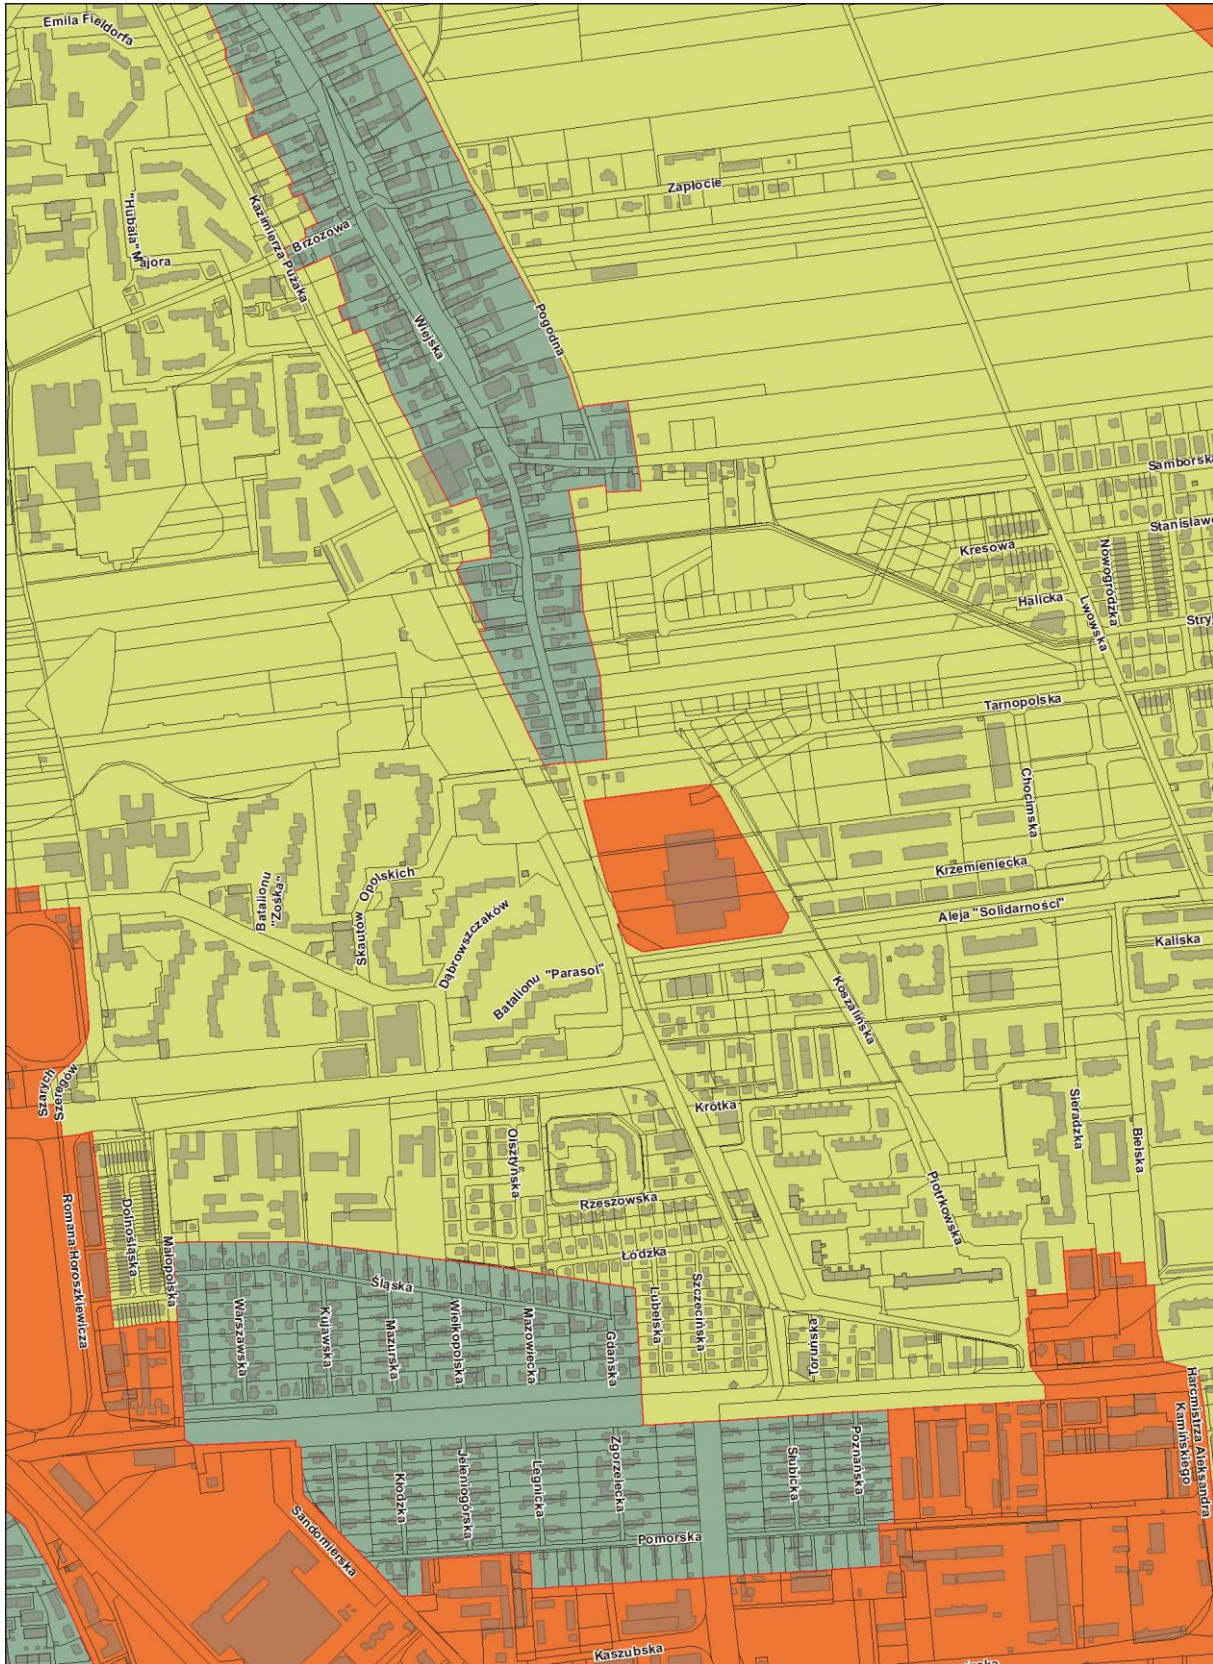 Emila Fieldorfa
Zapłocie
"Hubala" Majora
Kazimierza Pużaka
Brzozowa
Wiejska
Pogodna
Samborska
Stanisławo
Kresowa
Nowogródzka
Halicka
Lwowska
Stry
Tarnopolska
Chocimska
Krzemieniecka
Batalionu
"Zośka"
Skautów Opolskich
Dąbrowszczaków
Aleja "Solidarności"
Kaliska
Batalionu "Parasol"
Koszalińska
Szarych
Szeregów
Krótka
Sieradzka
Bielska
Olsztyńska
Piotrkowska
Rzeszowska
Romana Horoszkiewicza
Dolnośląska
Małopolska
Łódzka
Śląska
Warszawska
Kujawska
Mazurska
Wielkopolska
Mazowiecka
Gdańska
Lubelska
Szczecińska
Toruńska
Harcmistrza Aleksandra
Kamińskiego
Kłodzka
Jeleniogórska
Legnicka
Zgorzelecka
Słubicka
Poznańska
Sandomierska
Pomorska
Kaszubska